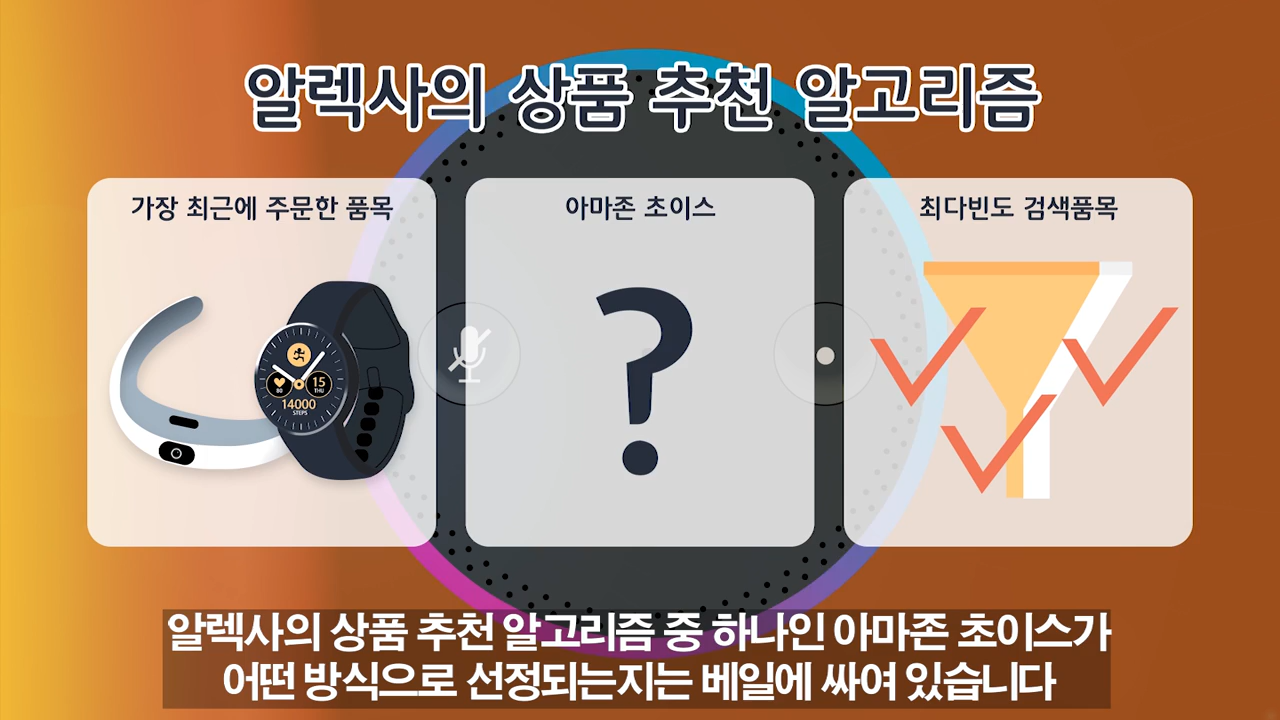 알렉사의 상품 추천 알고리즘
가장 최근에 주문한 품목
아마존 초이스
최다빈도 검색품목
80
15
THU
14000
STEPS
알렉사의 상품 추천 알고리즘 중 하나인 아마존 초이스가
어떤 방식으로 선정되는지는 베일에 싸여 있습니다